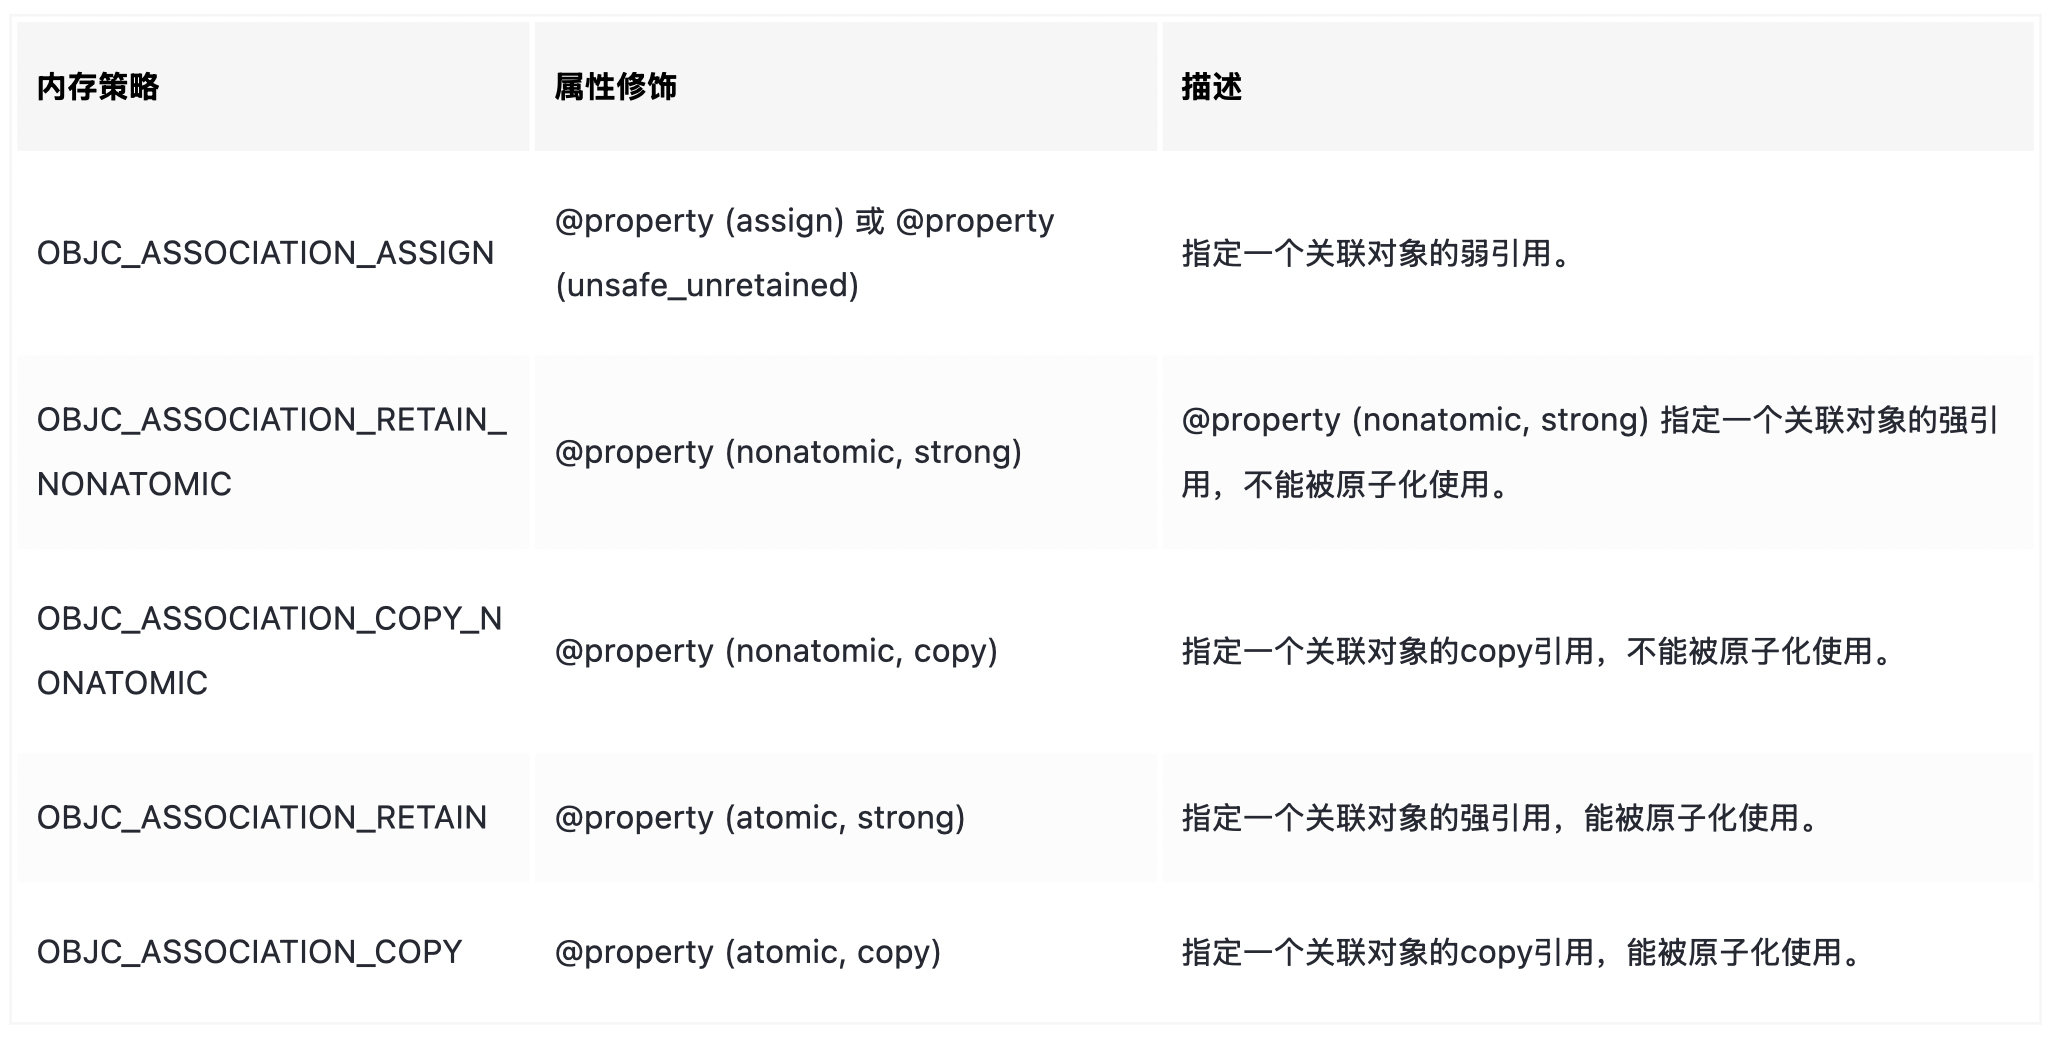 内存策略
属性修饰
描述
OBJC_ASSOCIATION_ASSIGN
@property (assign) 或 @property
(unsafe_unretained)
指定一个关联对象的弱引用。
OBJC_ASSOCIATION_RETAIN_
NONATOMIC
@property (nonatomic, strong)
@property (nonatomic, strong) 指定一个关联对象的强引
用，不能被原子化使用。
OBJC_ASSOCIATION_COPY_N
ONATOMIC
@property (nonatomic, copy)
指定一个关联对象的copy引用，不能被原子化使用。
OBJC_ASSOCIATION_RETAIN
@property (atomic, strong)
指定一个关联对象的强引用，能被原子化使用。
OBJC_ASSOCIATION_COPY
@property (atomic, copy)
指定一个关联对象的copy引用，能被原子化使用。